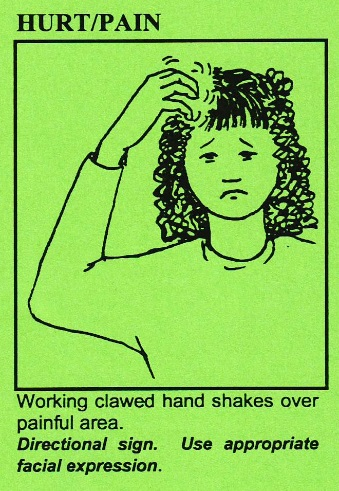 HURT/PAIN
Working clawed hand shakes over
painful area.
Directional sign. Use appropriate
facial expression.